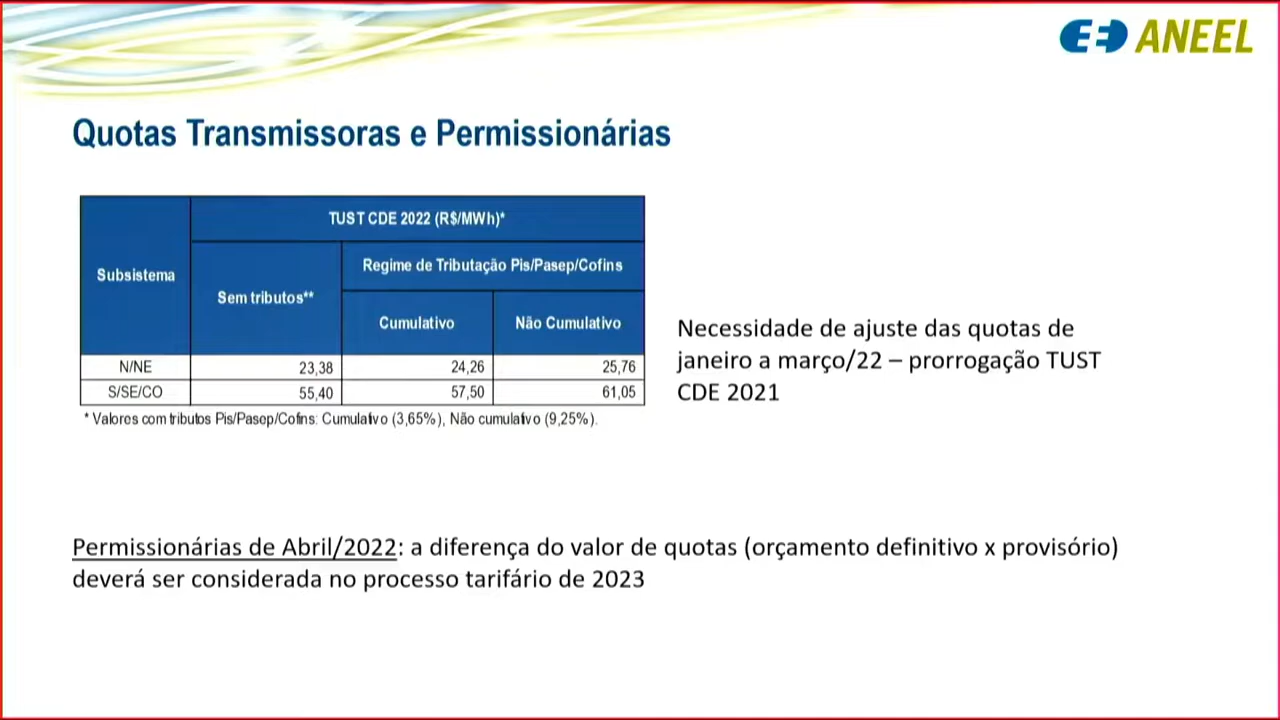 ANEEL
Quotas Transmissoras e Permissionárias
Subsistema
TUST CDE 2022 (R$/MWh)*
Sem tributos**
Regime de Tributação Pis/Pasep/Cofins
Cumulativo Não Cumulativo
N/NE 23,38 24,26 25,76
S/SE/CO 55,40 57,50 61,05
* Valores com tributos Pis/Pasep/Cofins: Cumulativo (3,65%), Não cumulativo (9,25%).
Necessidade de ajuste das quotas de
janeiro a março/22 – prorrogação TUST
CDE 2021
Permissionárias de Abril/2022: a diferença do valor de quotas (orçamento definitivo x provisório)
deverá ser considerada no processo tarifário de 2023